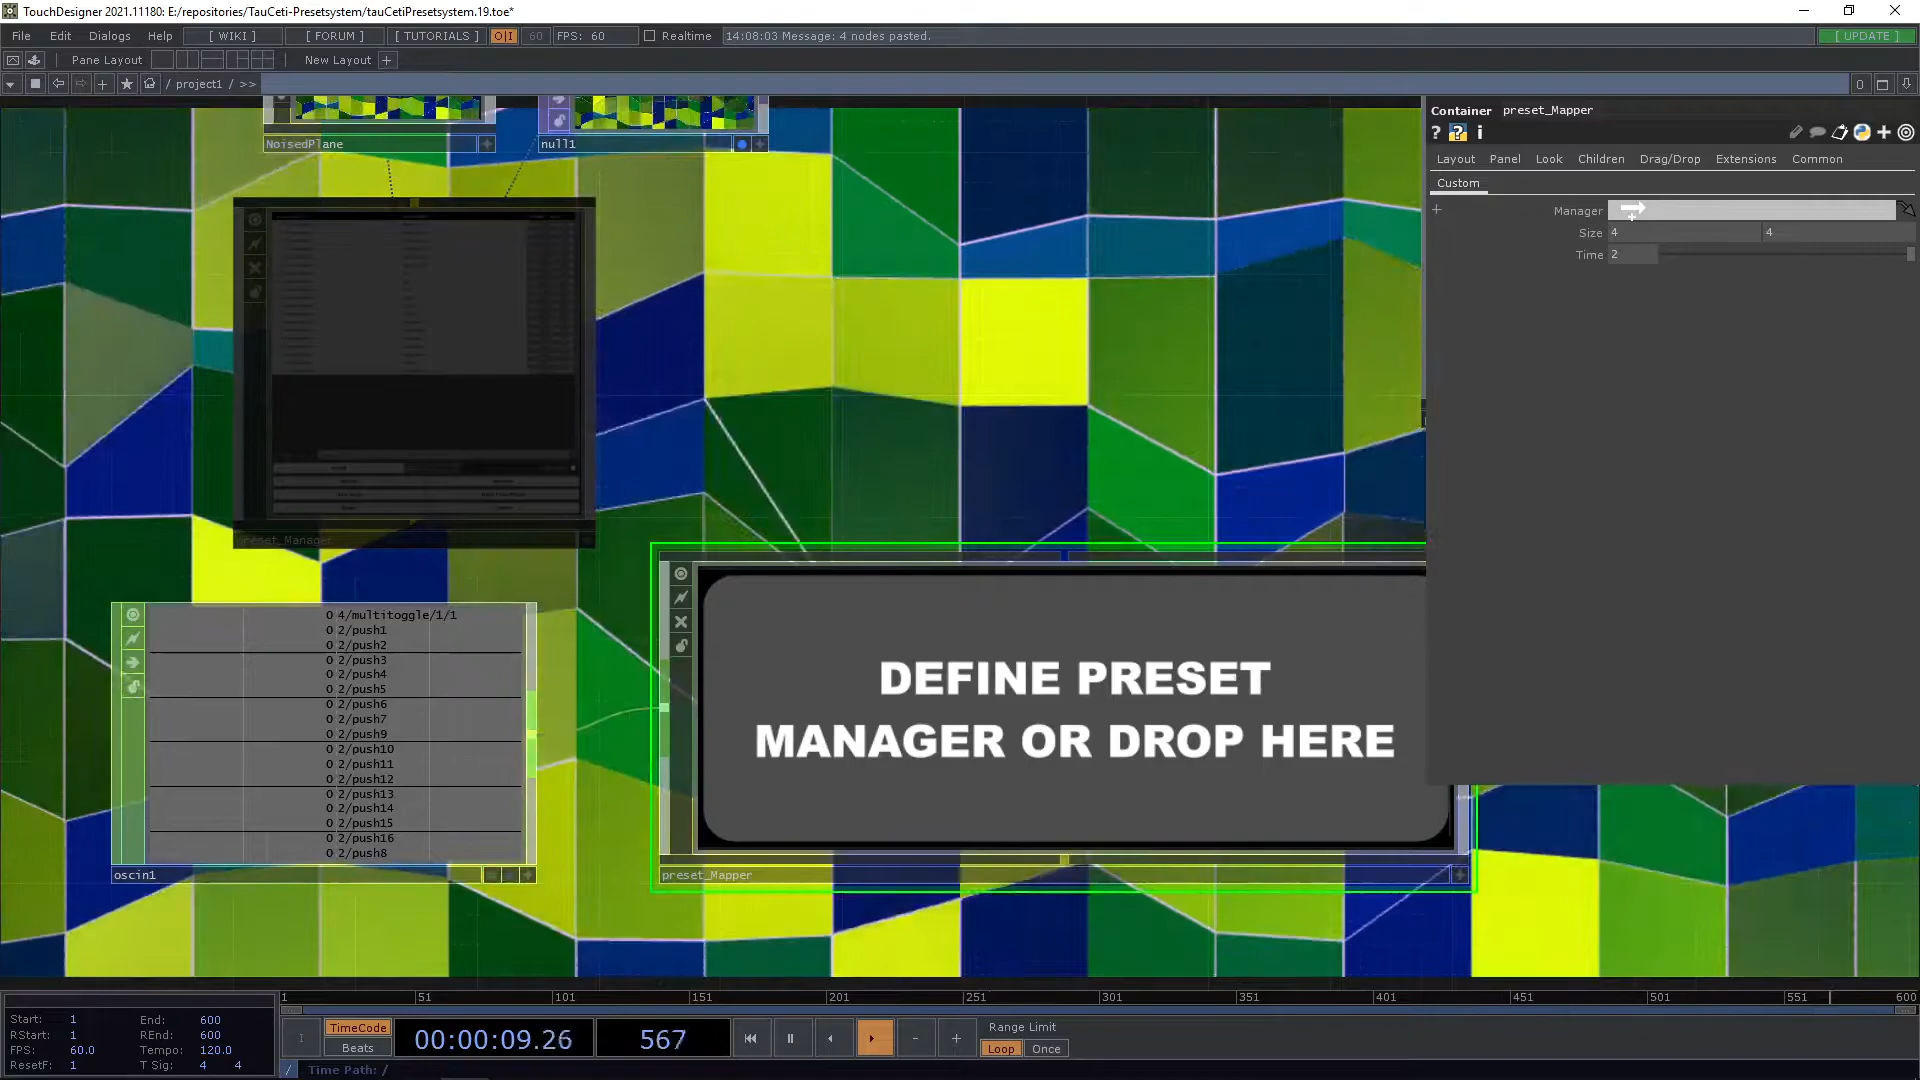 TouchDesigner 2021.11180: E:/repositories/TauCeti-Presetsystem/tauCetiPresetsystem.19.toe*
File Edit Dialogs Help [ WIKI ] [ FORUM ] [ TUTORIALS ] O|I 60 FPS: 60 Realtime 14:08:03 Message: 4 nodes pasted. [ UPDATE ]
Pane Layout New Layout +
/ project1 / >> 0
Container preset_Mapper
? ? i
Layout Panel Look Children Drag/Drop Extensions Common
Custom
Manager
Size 4 4
Time 2
NoisedPlane
null1
preset_Manager
0 4/multitoggle/1/1
0 2/push1
0 2/push2
0 2/push3
0 2/push4
0 2/push5
0 2/push6
0 2/push7
0 2/push9
0 2/push10
0 2/push11
0 2/push12
0 2/push13
0 2/push14
0 2/push15
0 2/push16
0 2/push8
oscin1
DEFINE PRESET
MANAGER OR DROP HERE
preset_Mapper
1 51 101 151 201 251 301 351 401 451 501 551 600
Start: 1 End: 600
RStart: 1 REnd: 600
FPS: 60.0 Tempo: 120.0
ResetF: 1 T Sig: 4 4
TimeCode
Beats
00:00:09.26
567
Range Limit
Loop Once
/ Time Path: /